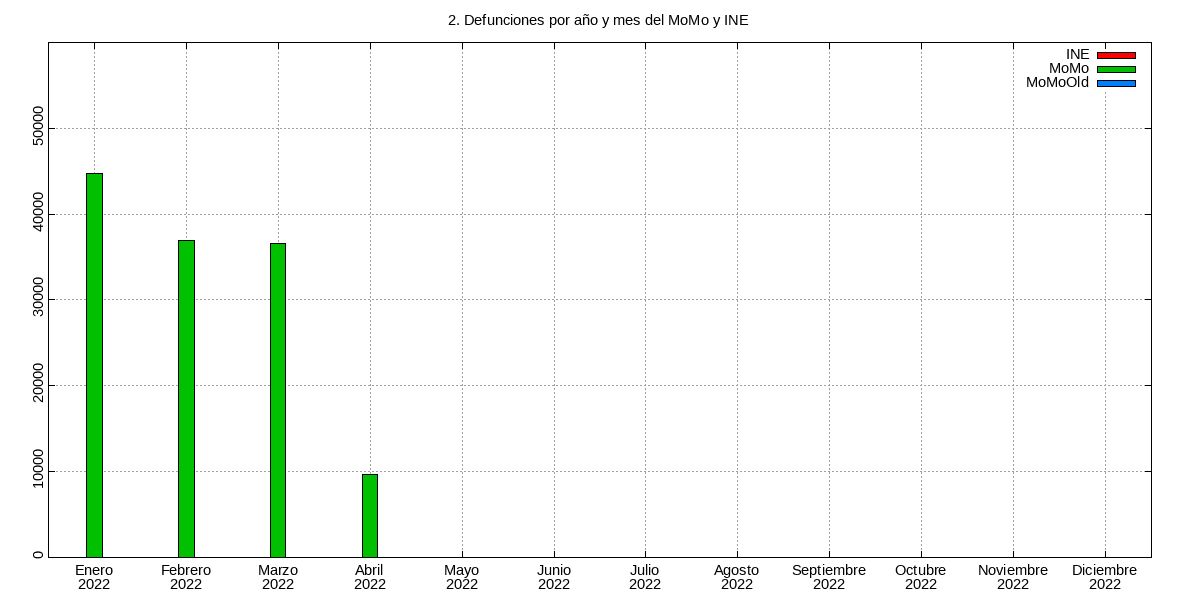 2. Defunciones por año y mes del MoMo y INE
INE
MoMo
MoMoOld
50000
40000
30000
20000
10000
0
Enero Febrero Marzo Abril Mayo Junio Julio Agosto Septiembre Octubre Noviembre Diciembre
2022 2022 2022 2022 2022 2022 2022 2022 2022 2022 2022 2022